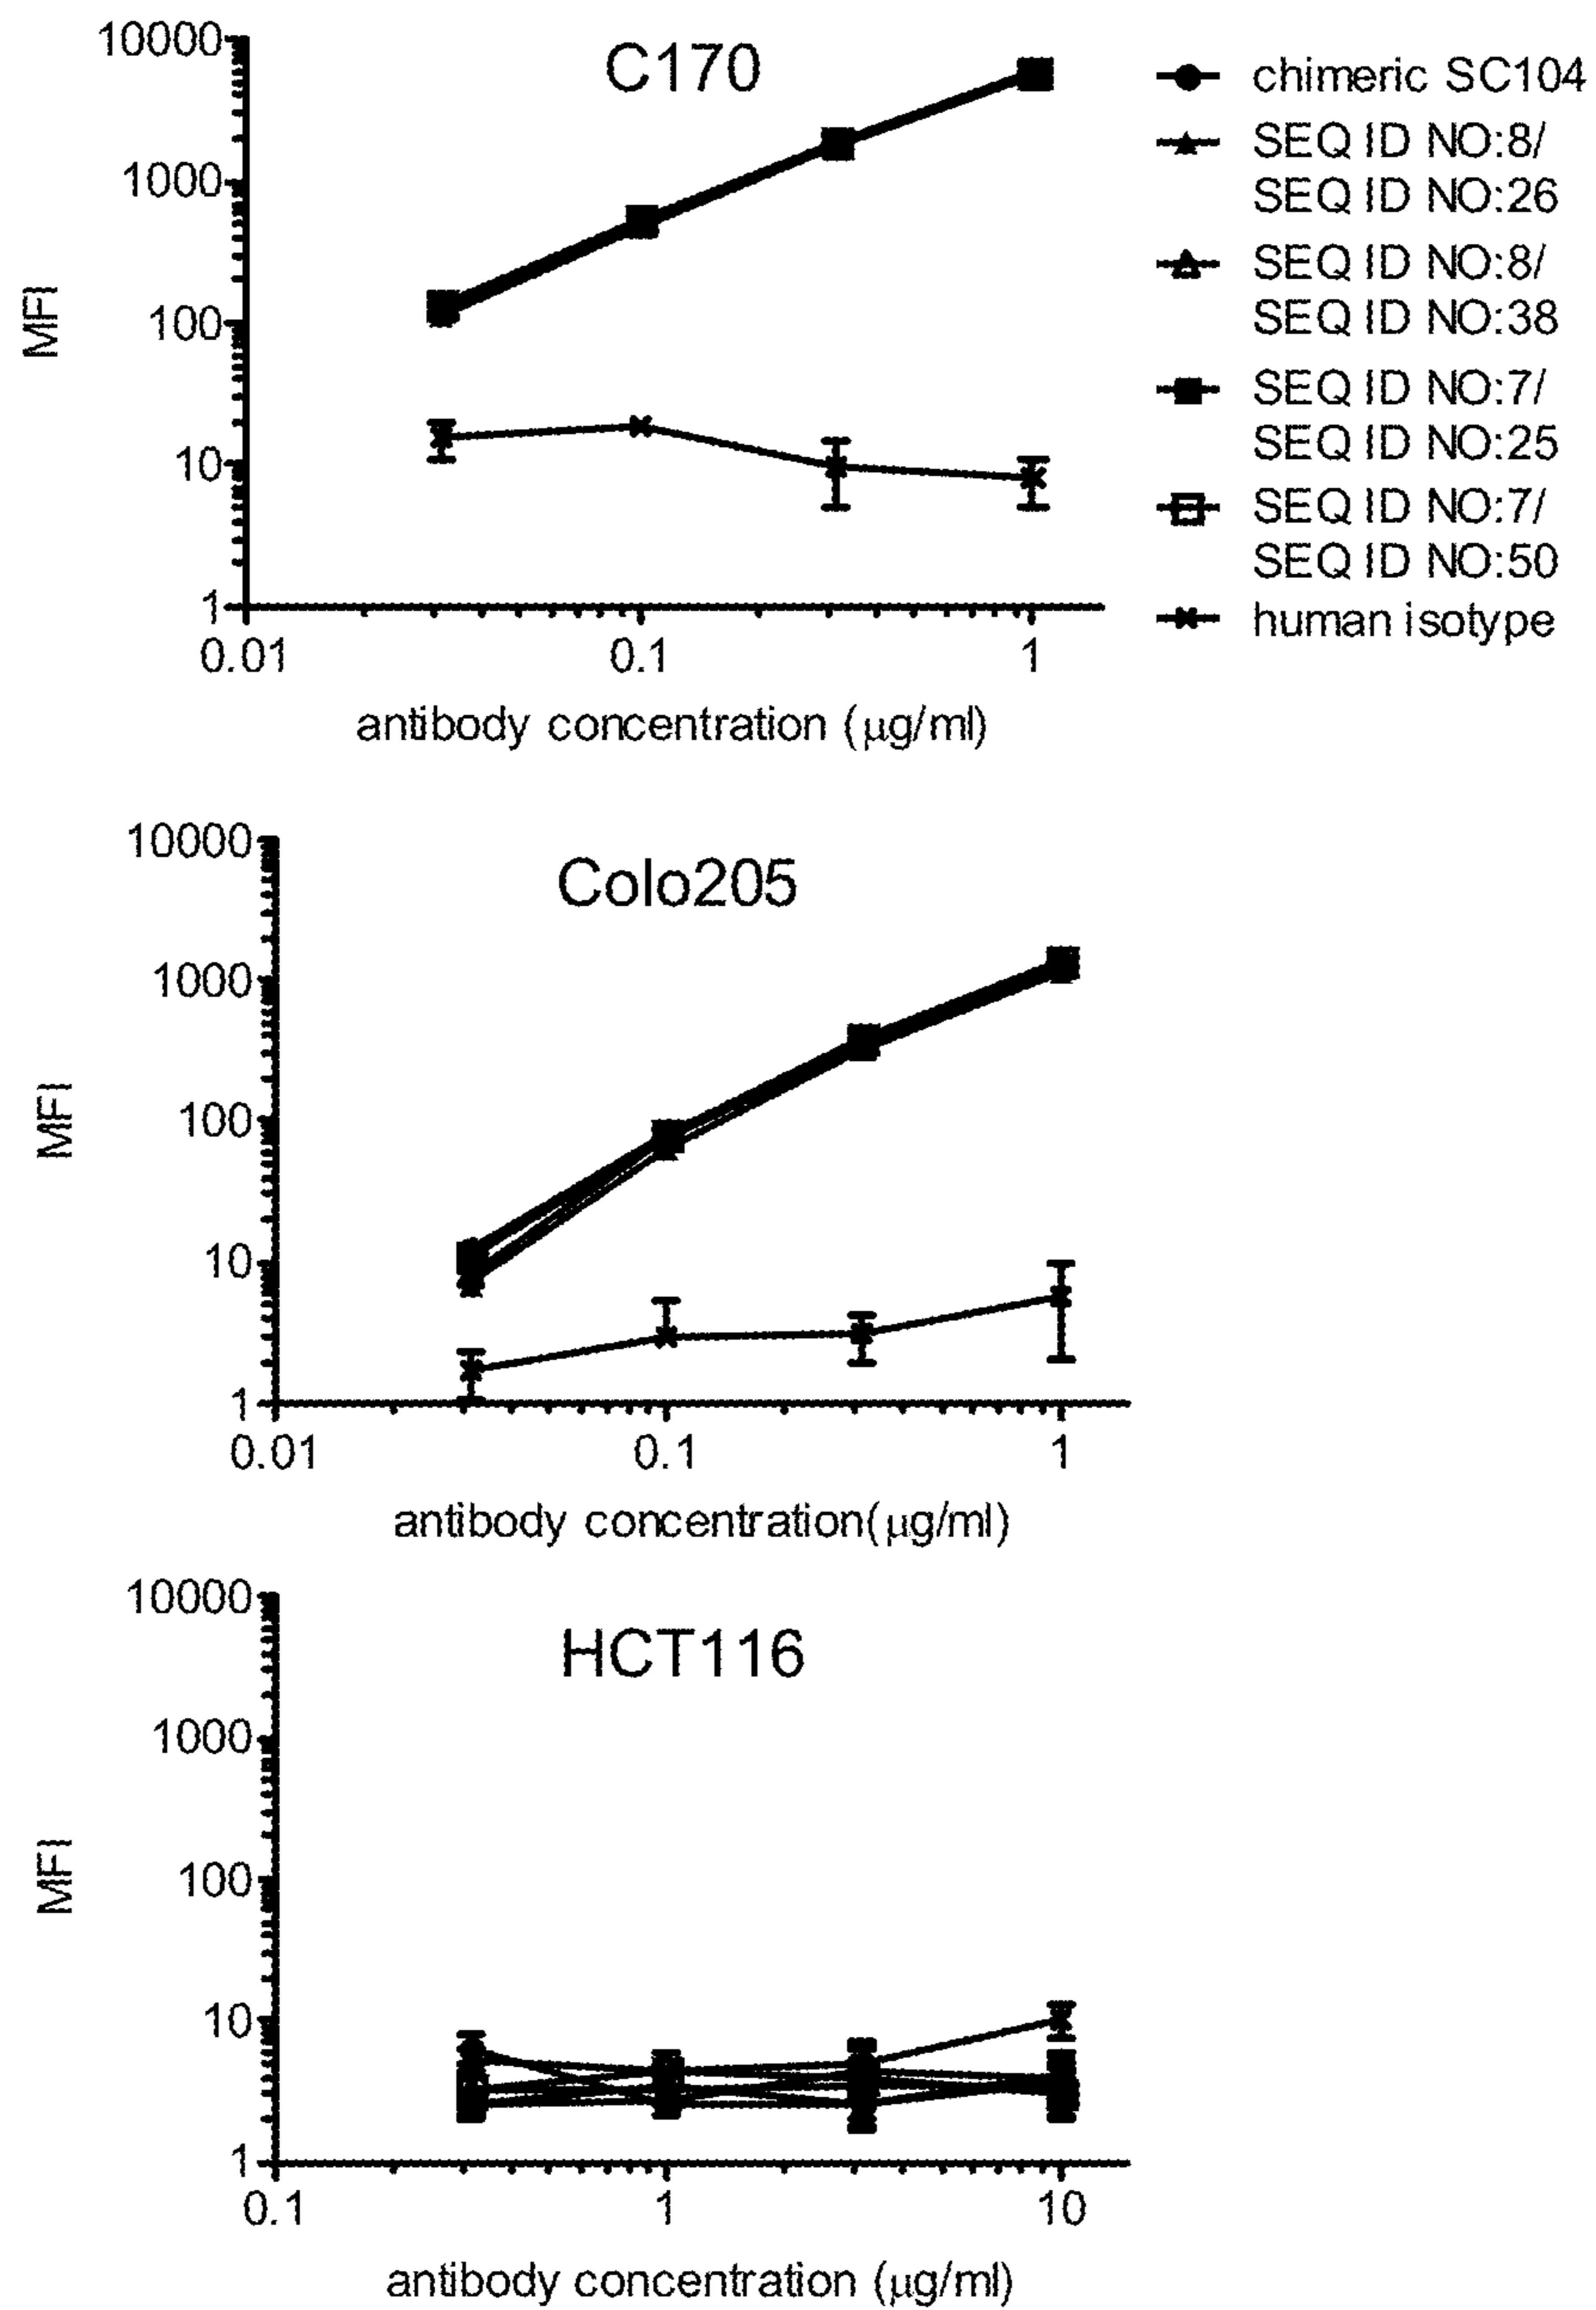 C170
10000
1000
100
10
1
MFI
0.01 0.1 1
antibody concentration (µg/ml)
chimeric SC104
SEQ ID NO:8/
SEQ ID NO:26
SEQ ID NO:8/
SEQ ID NO:38
SEQ ID NO:7/
SEQ ID NO:25
SEQ ID NO:7/
SEQ ID NO:50
human isotype
Colo205
10000
1000
100
10
1
MFI
0.01 0.1 1
antibody concentration(µg/ml)
HCT116
10000
1000
100
10
1
MFI
0.1 1 10
antibody concentration (µg/ml)